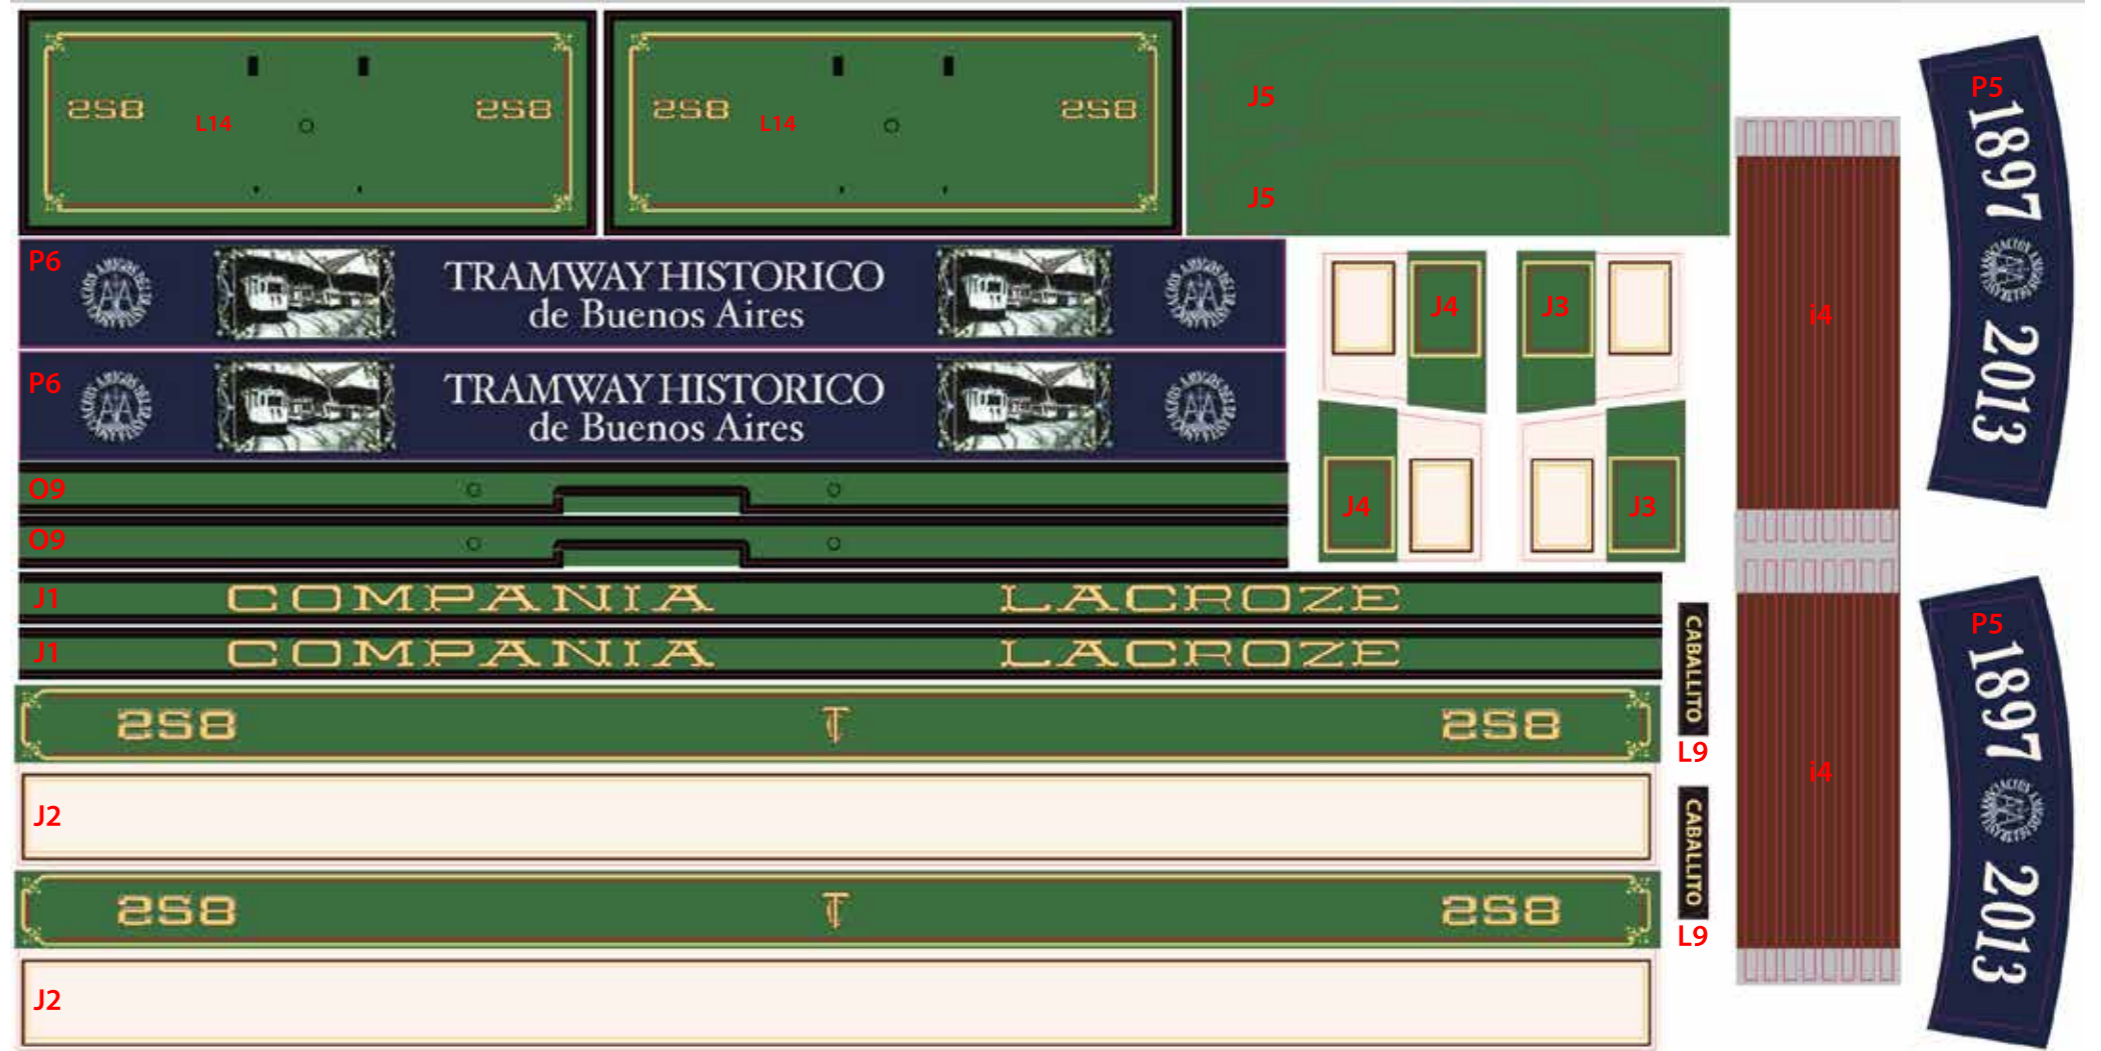 258
L14
258
258
L14
258
J5
J5
P6
TRAMWAY HISTORICO
de Buenos Aires
P6
TRAMWAY HISTORICO
de Buenos Aires
J4
J3
J4
J3
O9
O9
J1 COMPAÑIA LACROZE
J1 COMPAÑIA LACROZE
258 258
J2
258 258
J2
CABALLITO
L9
CABALLITO
L9
i4
i4
P5
1897 2013
P5
1897 2013